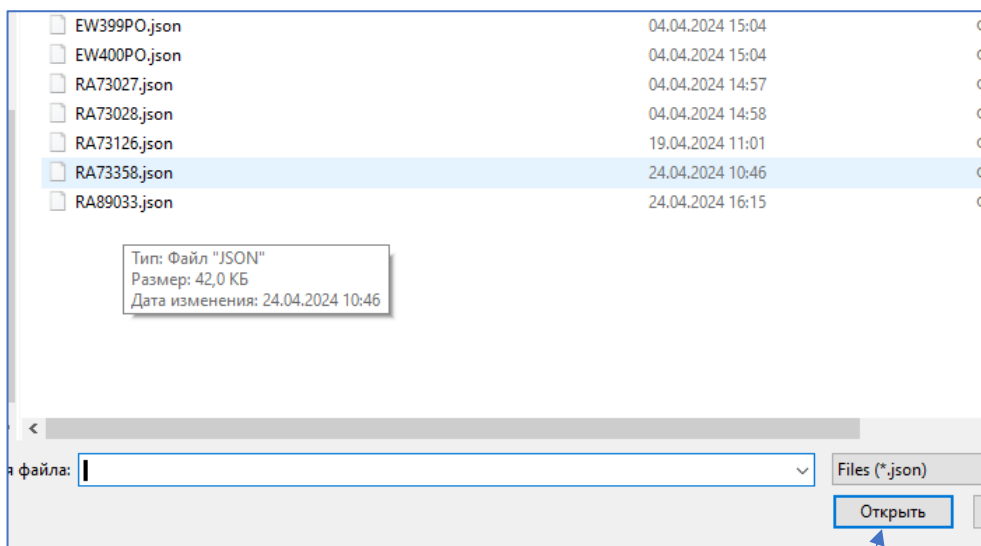 EW399PO.json 04.04.2024 15:04
EW400PO.json 04.04.2024 15:04
RA73027.json 04.04.2024 14:57
RA73028.json 04.04.2024 14:58
RA73126.json 19.04.2024 11:01
RA73358.json 24.04.2024 10:46
RA89033.json 24.04.2024 16:15
Тип: Файл "JSON"
Размер: 42,0 КБ
Дата изменения: 24.04.2024 10:46
я файла: Files (*.json)
Открыть